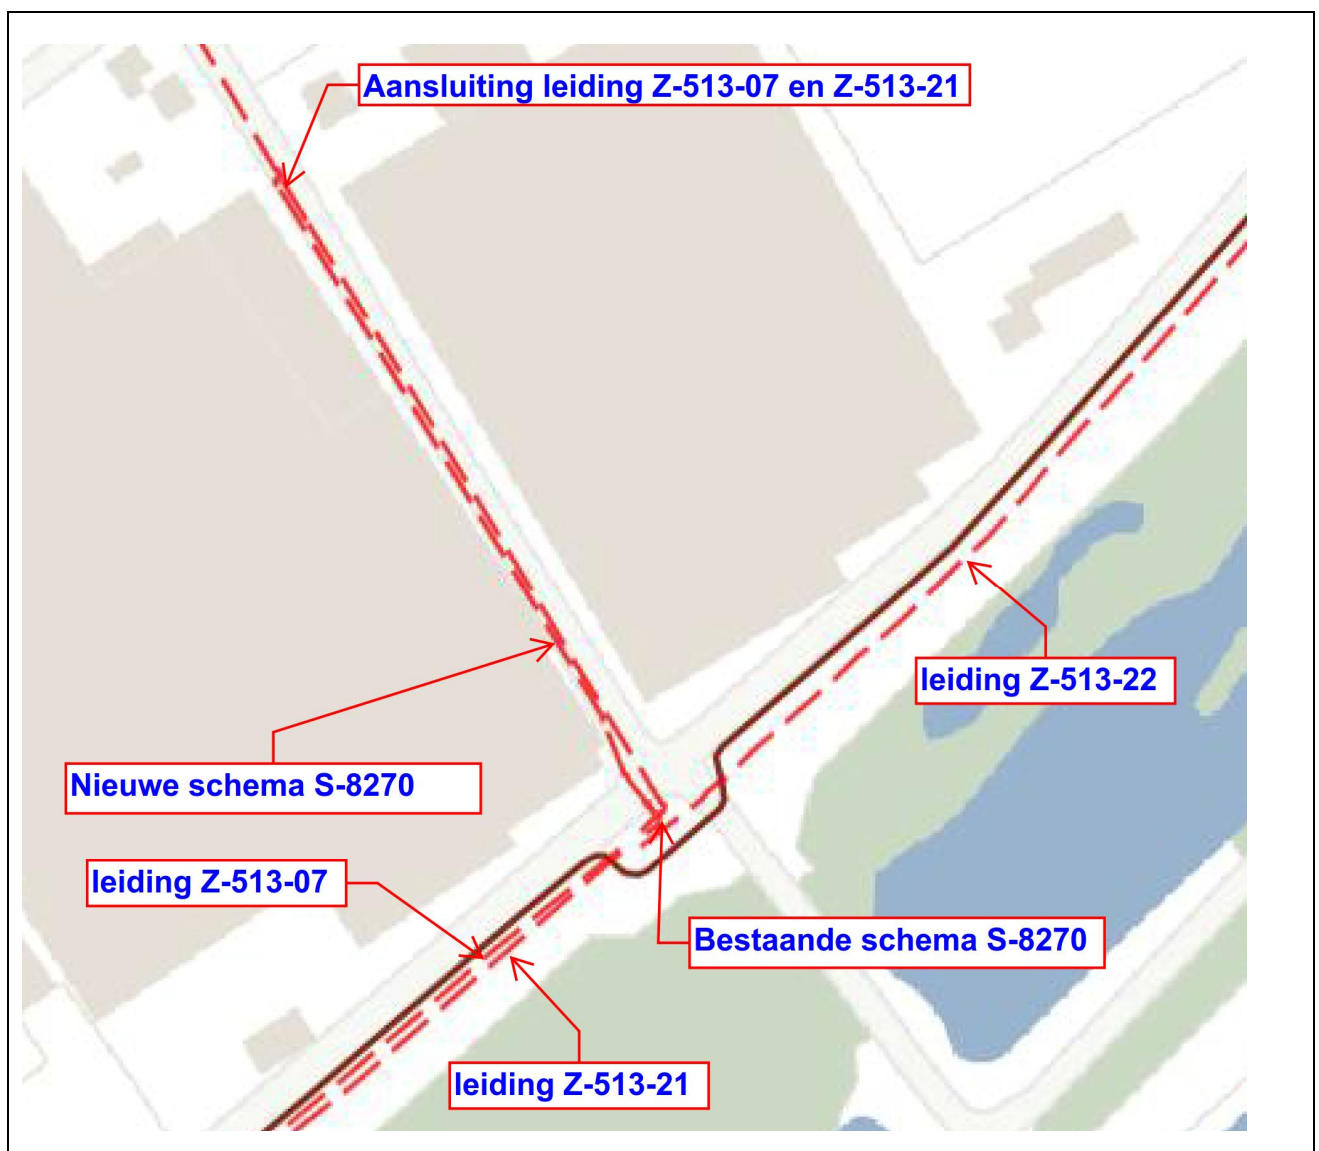 Aansluiting leiding Z-513-07 en Z-513-21
leiding Z-513-22
Nieuwe schema S-8270
leiding Z-513-07
Bestaande schema S-8270
leiding Z-513-21